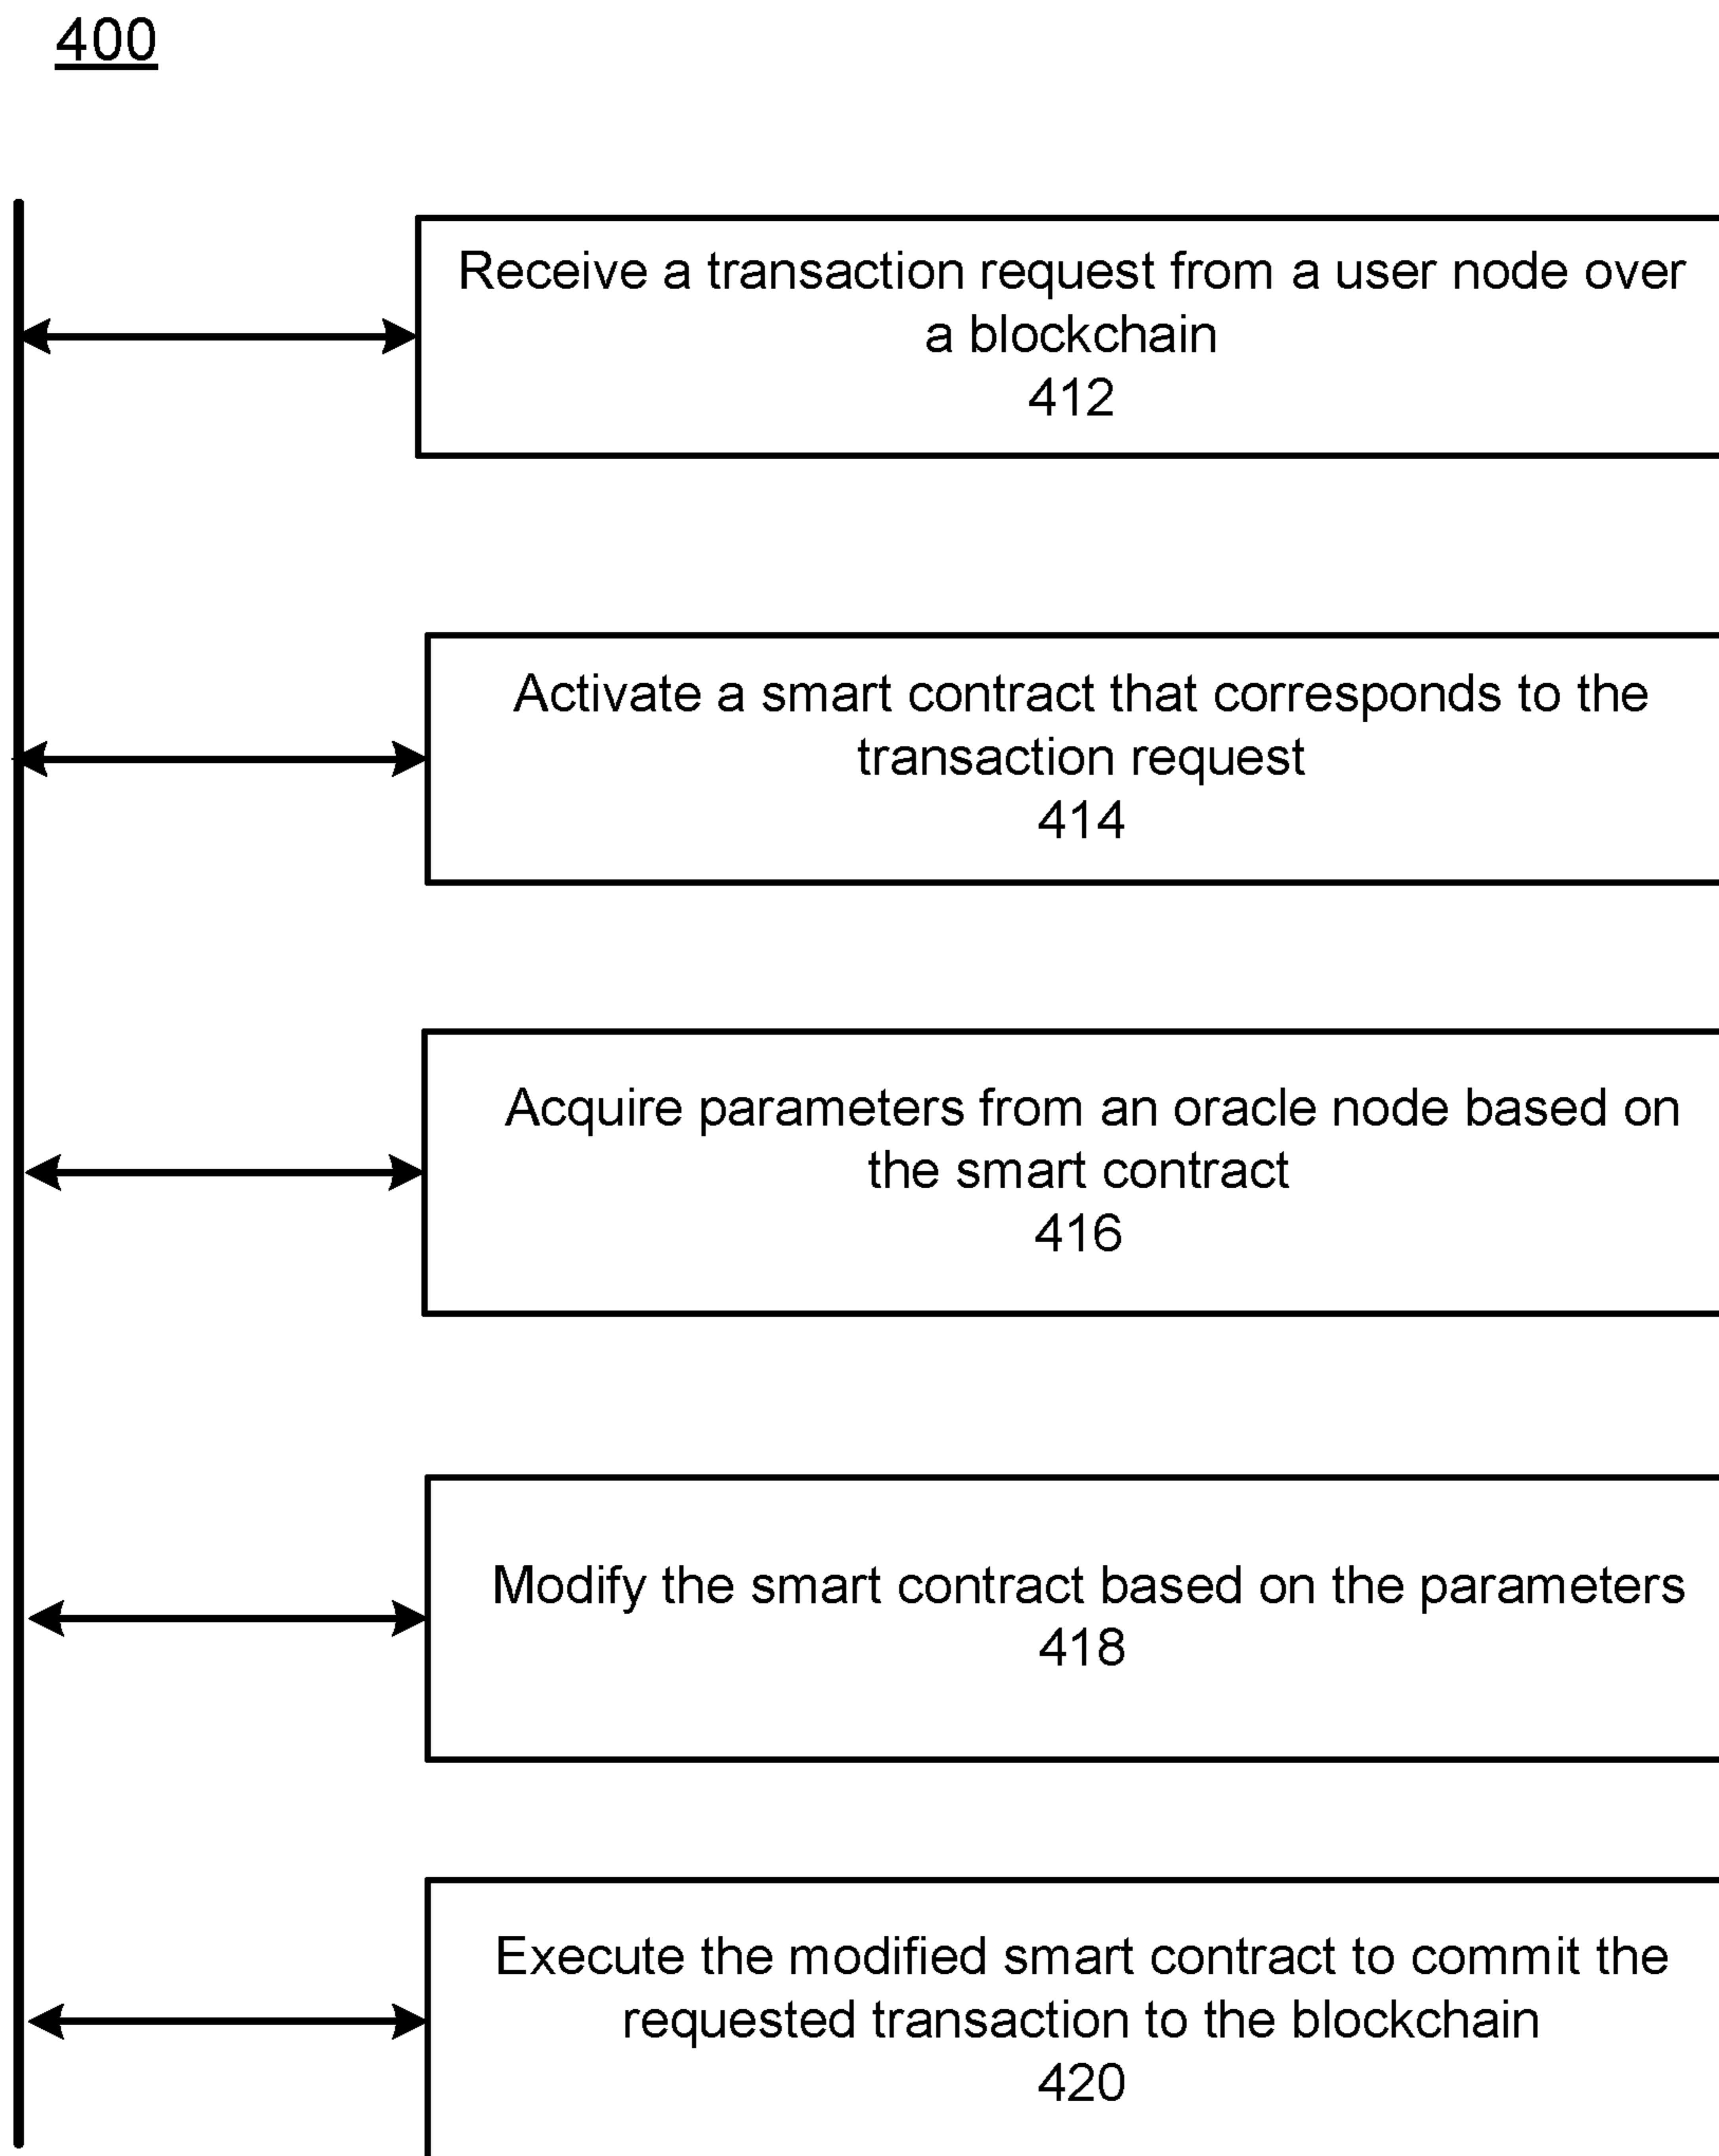 400
Receive a transaction request from a user node over
a blockchain
412
Activate a smart contract that corresponds to the
transaction request
414
Acquire parameters from an oracle node based on
the smart contract
416
Modify the smart contract based on the parameters
418
Execute the modified smart contract to commit the
requested transaction to the blockchain
420